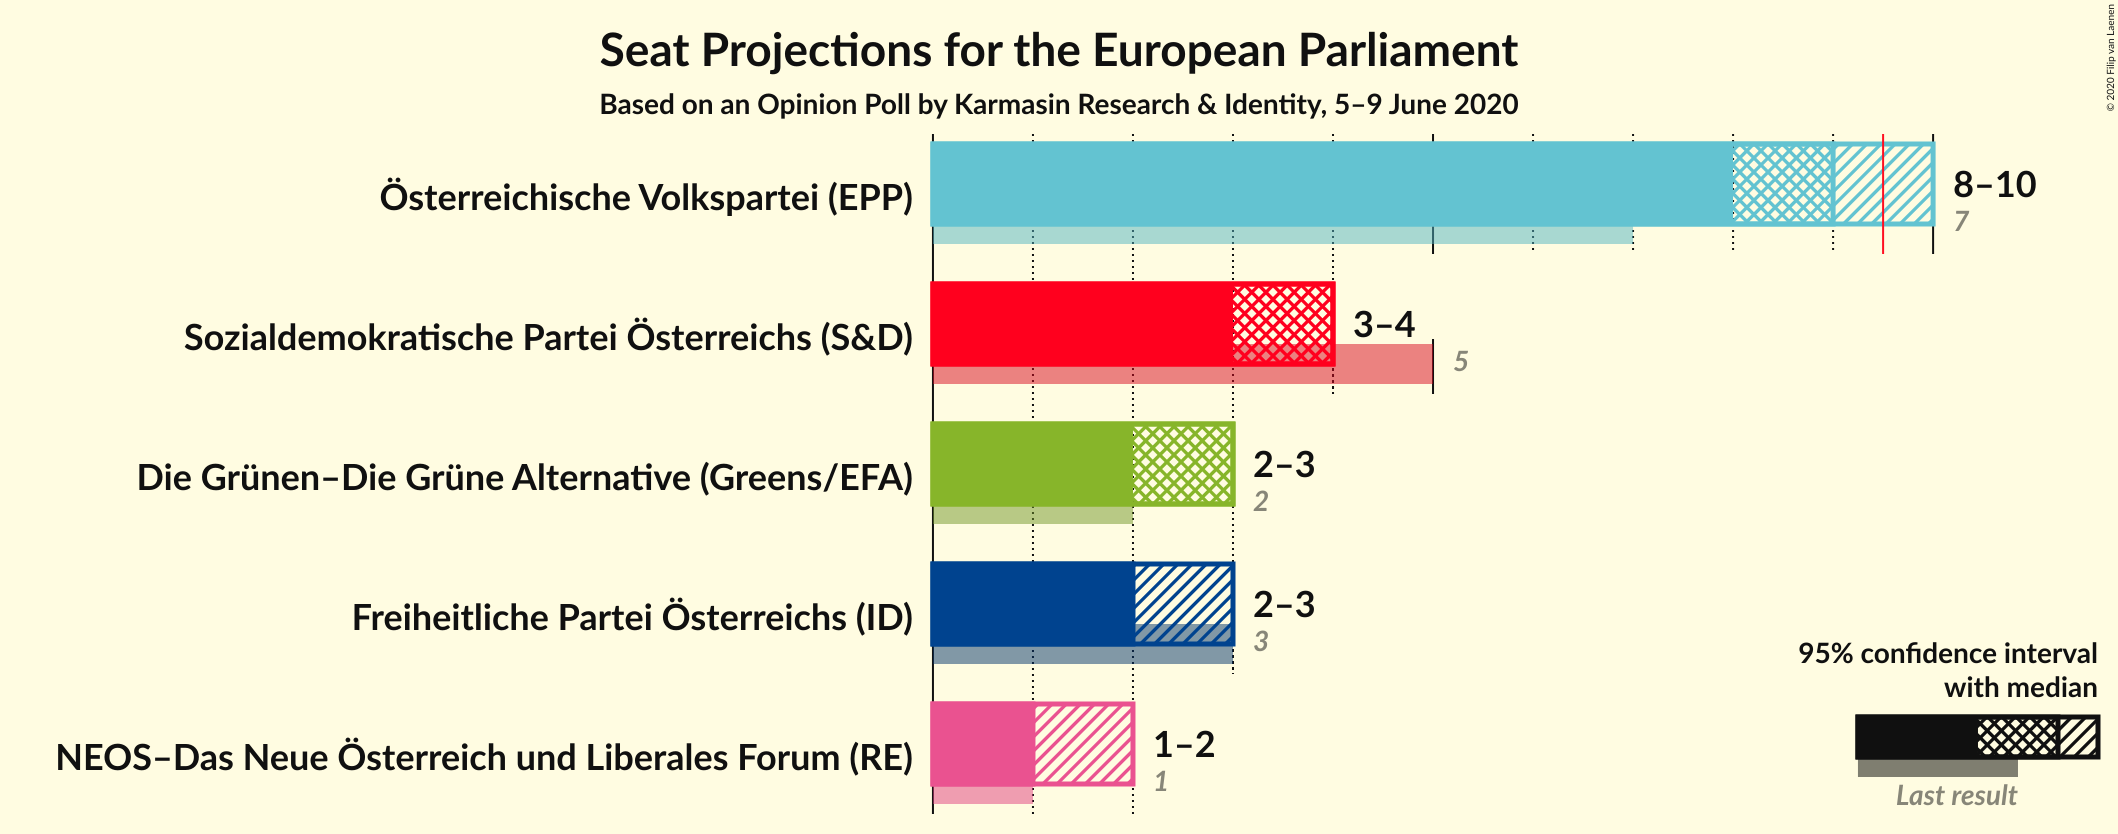 Seat Projections for the European Parliament
Based on an Opinion Poll by Karmasin Research & Identity, 5–9 June 2020
© 2020 Filip van Laenen
Österreichische Volkspartei (EPP)
8–10
7
Sozialdemokratische Partei Österreichs (S&D)
3–4
5
Die Grünen–Die Grüne Alternative (Greens/EFA)
2–3
2
Freiheitliche Partei Österreichs (ID)
2–3
3
NEOS–Das Neue Österreich und Liberales Forum (RE)
1–2
1
95% confidence interval
with median
Last result